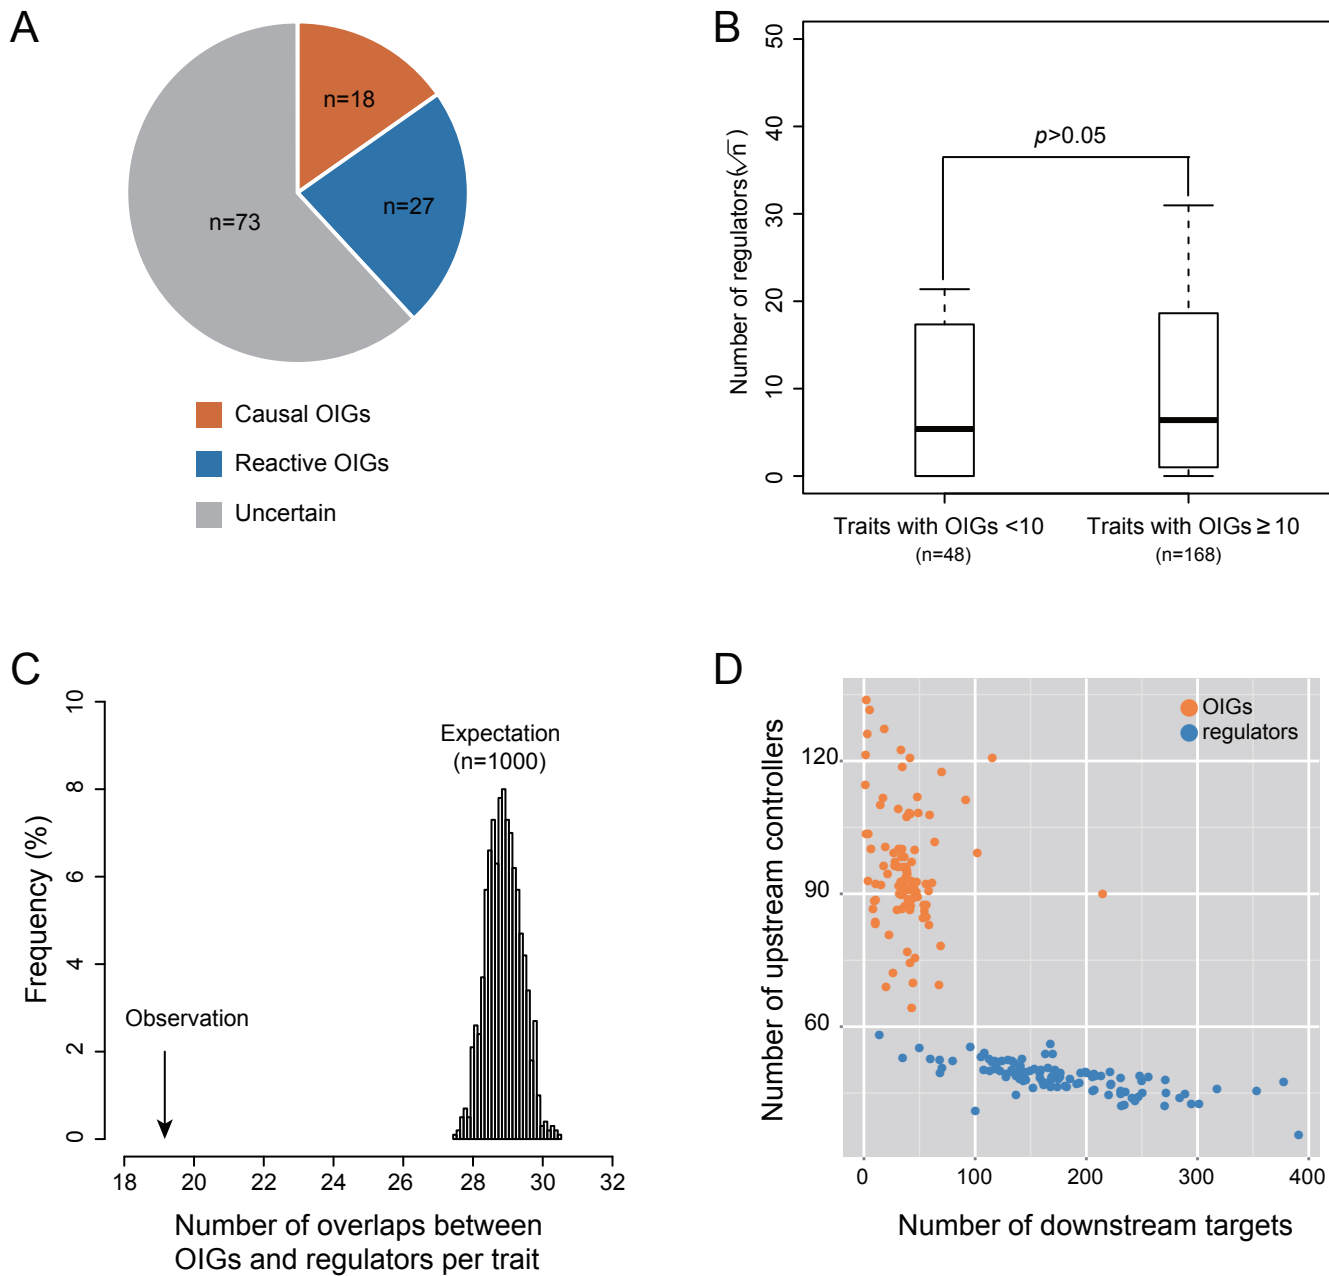 A
n=18
n=27
n=73
Causal OIGs
Reactive OIGs
Uncertain
B
Number of regulators(√n)
50
40
30
20
10
0
p>0.05
Traits with OIGs <10
(n=48)
Traits with OIGs ≥ 10
(n=168)
C
Frequency (%)
10
8
6
4
2
0
Expectation
(n=1000)
Observation
18 20 22 24 26 28 30 32
Number of overlaps between
OIGs and regulators per trait
D
Number of upstream controllers
120
90
60
OIGs
regulators
0 100 200 300 400
Number of downstream targets